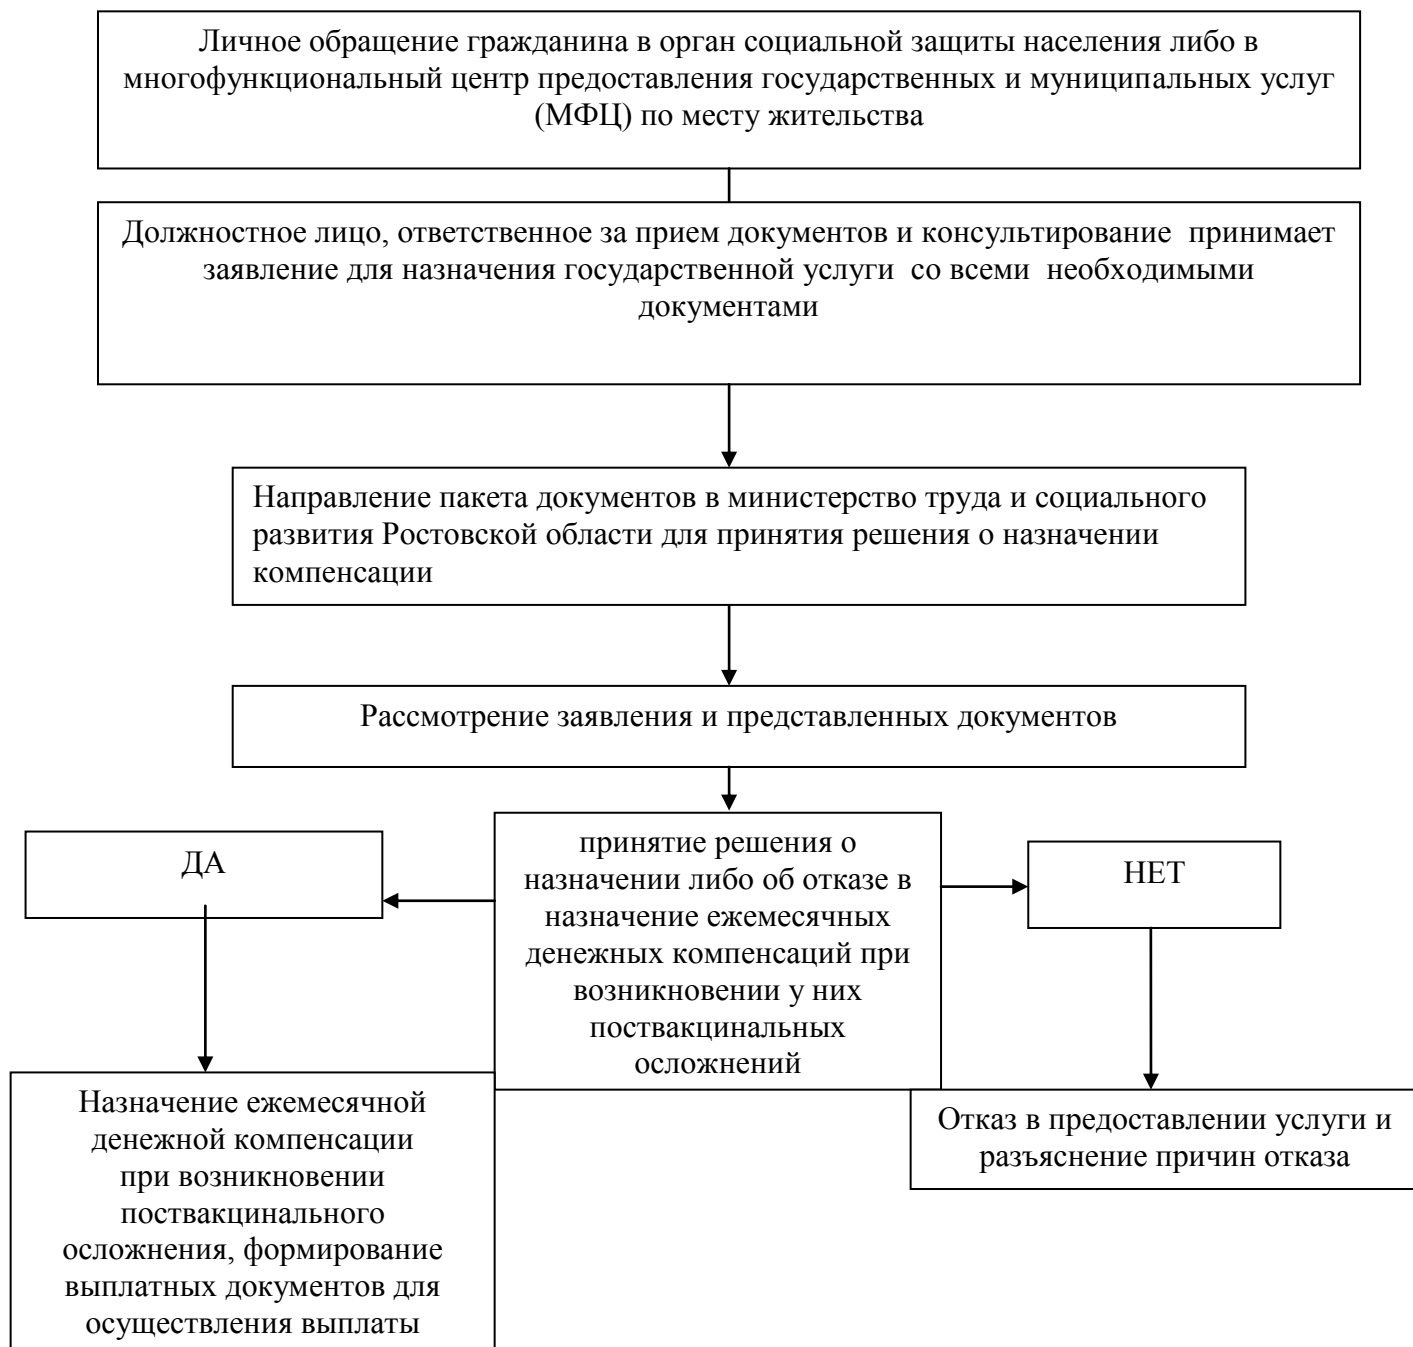 Личное обращение гражданина в орган социальной защиты населения либо в
многофункциональный центр предоставления государственных и муниципальных услуг
(МФЦ) по месту жительства
Должностное лицо, ответственное за прием документов и консультирование  принимает
заявление для назначения государственной услуги  со всеми  необходимыми
документами
Направление пакета документов в министерство труда и социального
развития Ростовской области для принятия решения о назначении
компенсации
Рассмотрение заявления и представленных документов
принятие решения о
назначении либо об отказе в
назначение ежемесячных
денежных компенсаций при
возникновении у них
поствакцинальных
осложнений
ДА
НЕТ
Назначение ежемесячной
денежной компенсации
при возникновении
поствакцинального
осложнения, формирование
выплатных документов для
осуществления выплаты
Отказ в предоставлении услуги и
разъяснение причин отказа